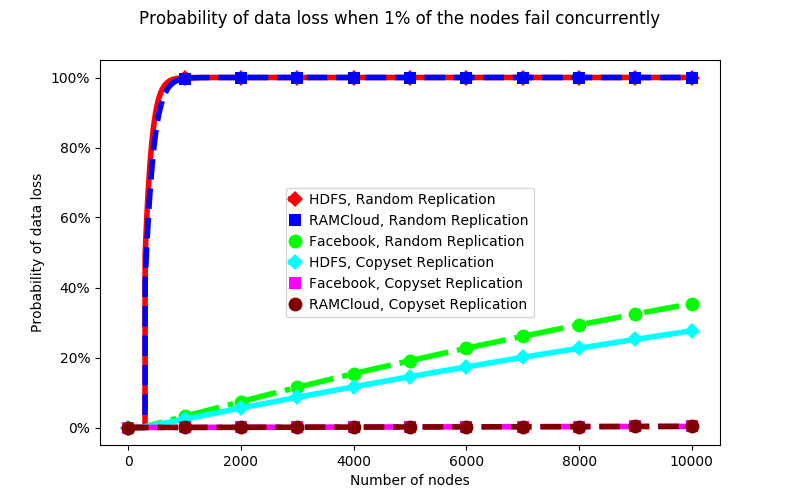 Probability of data loss when 1% of the nodes fail concurrently
100%
80%
60%
40%
20%
0%
Probability of data loss
HDFS, Random Replication
RAMCloud, Random Replication
Facebook, Random Replication
HDFS, Copyset Replication
Facebook, Copyset Replication
RAMCloud, Copyset Replication
0 2000 4000 6000 8000 10000
Number of nodes